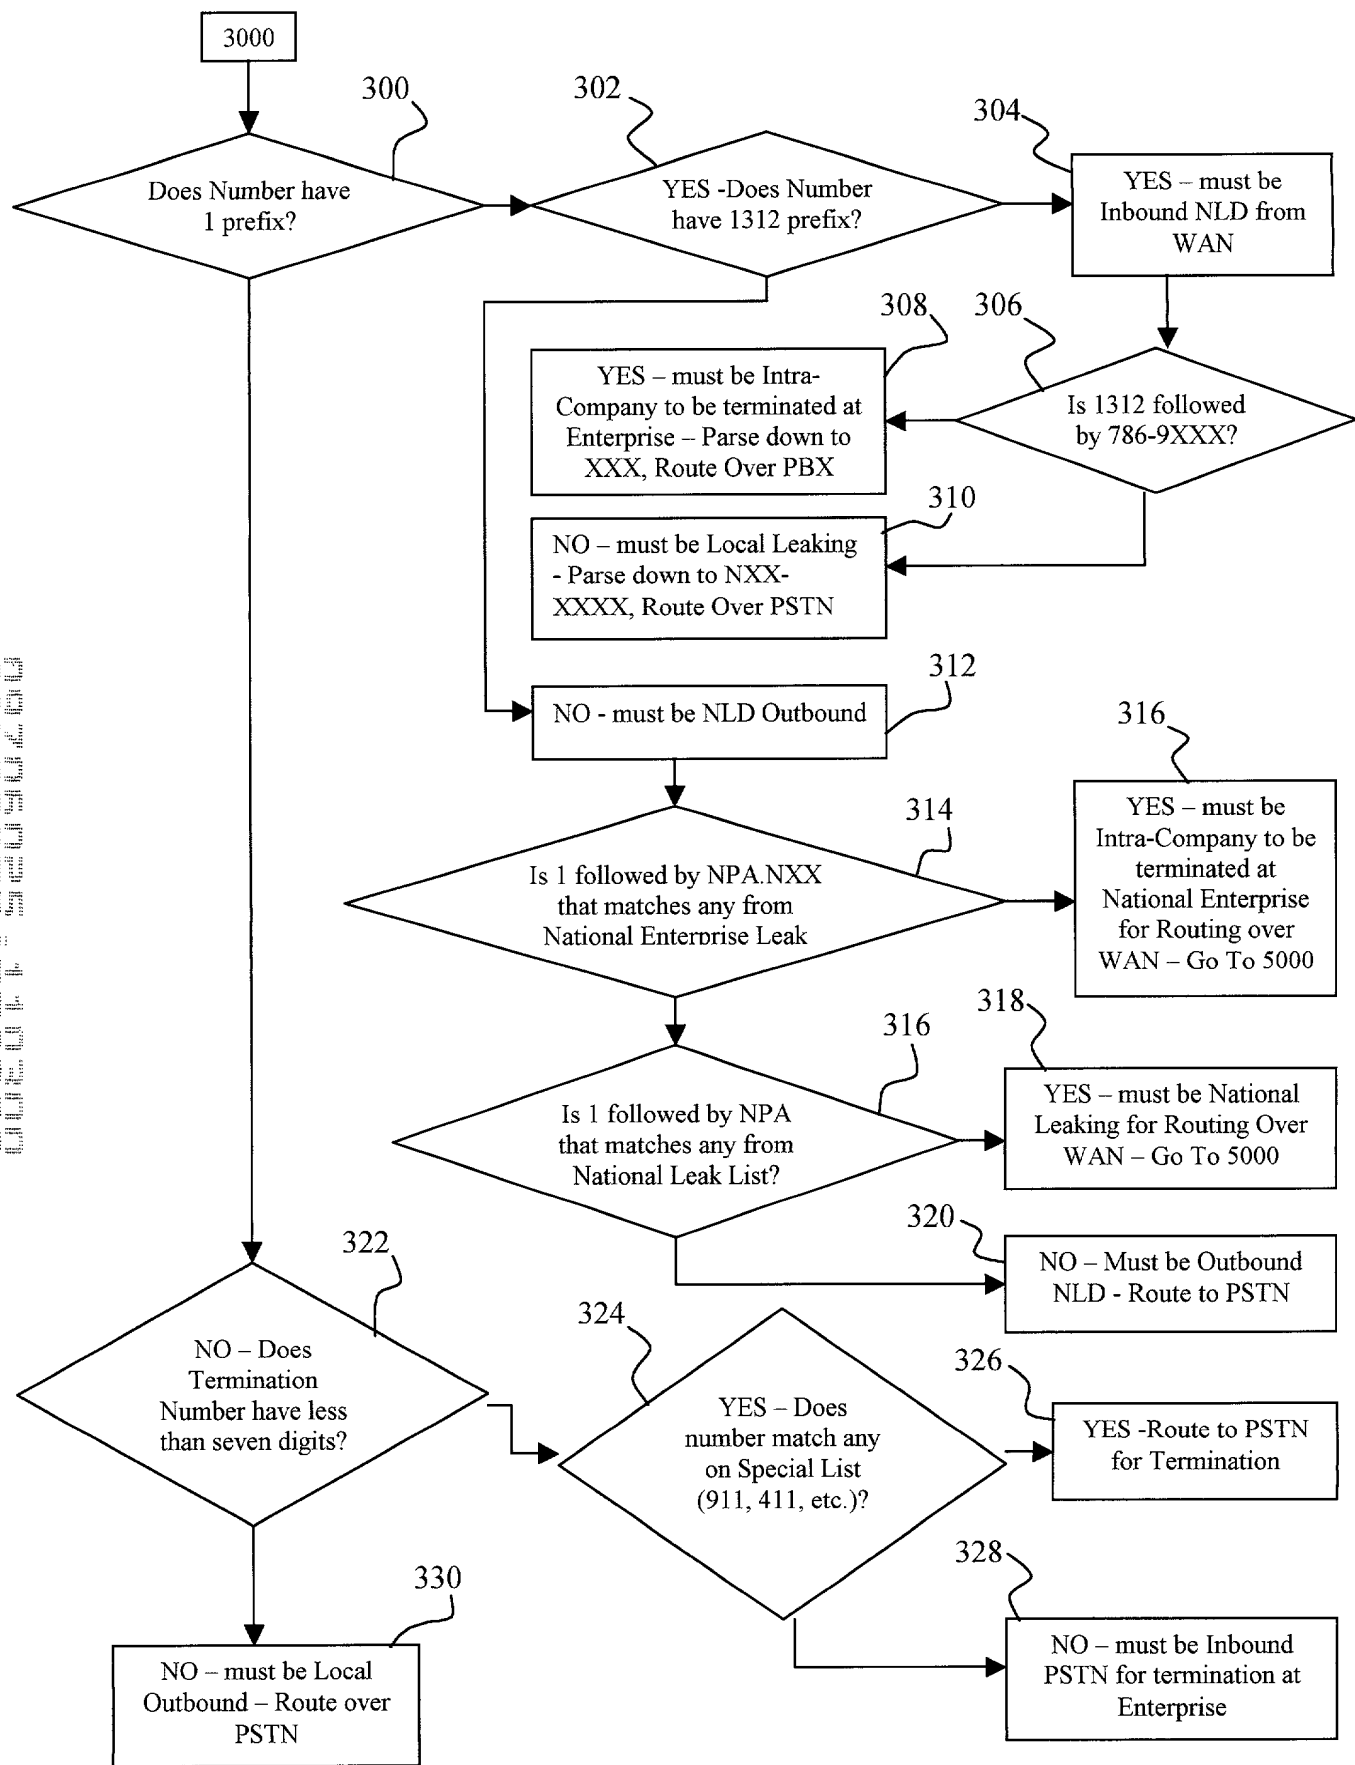 3000
300
302
304
Does Number have
1 prefix?
YES -Does Number
have 1312 prefix?
YES – must be
Inbound NLD from
WAN
308
306
YES – must be Intra-
Company to be terminated at
Enterprise – Parse down to
XXX, Route Over PBX
Is 1312 followed
by 786-9XXX?
310
NO – must be Local Leaking
- Parse down to NXX-
XXXX, Route Over PSTN
312
NO - must be NLD Outbound
316
314
YES – must be
Intra-Company to be
terminated at
National Enterprise
for Routing over
WAN – Go To 5000
Is 1 followed by NPA.NXX
that matches any from
National Enterprise Leak
316
318
Is 1 followed by NPA
that matches any from
National Leak List?
YES – must be National
Leaking for Routing Over
WAN – Go To 5000
320
NO – Must be Outbound
NLD - Route to PSTN
322
NO – Does
Termination
Number have less
than seven digits?
324
YES – Does
number match any
on Special List
(911, 411, etc.)?
326
YES -Route to PSTN
for Termination
328
NO – must be Inbound
PSTN for termination at
Enterprise
330
NO – must be Local
Outbound – Route over
PSTN